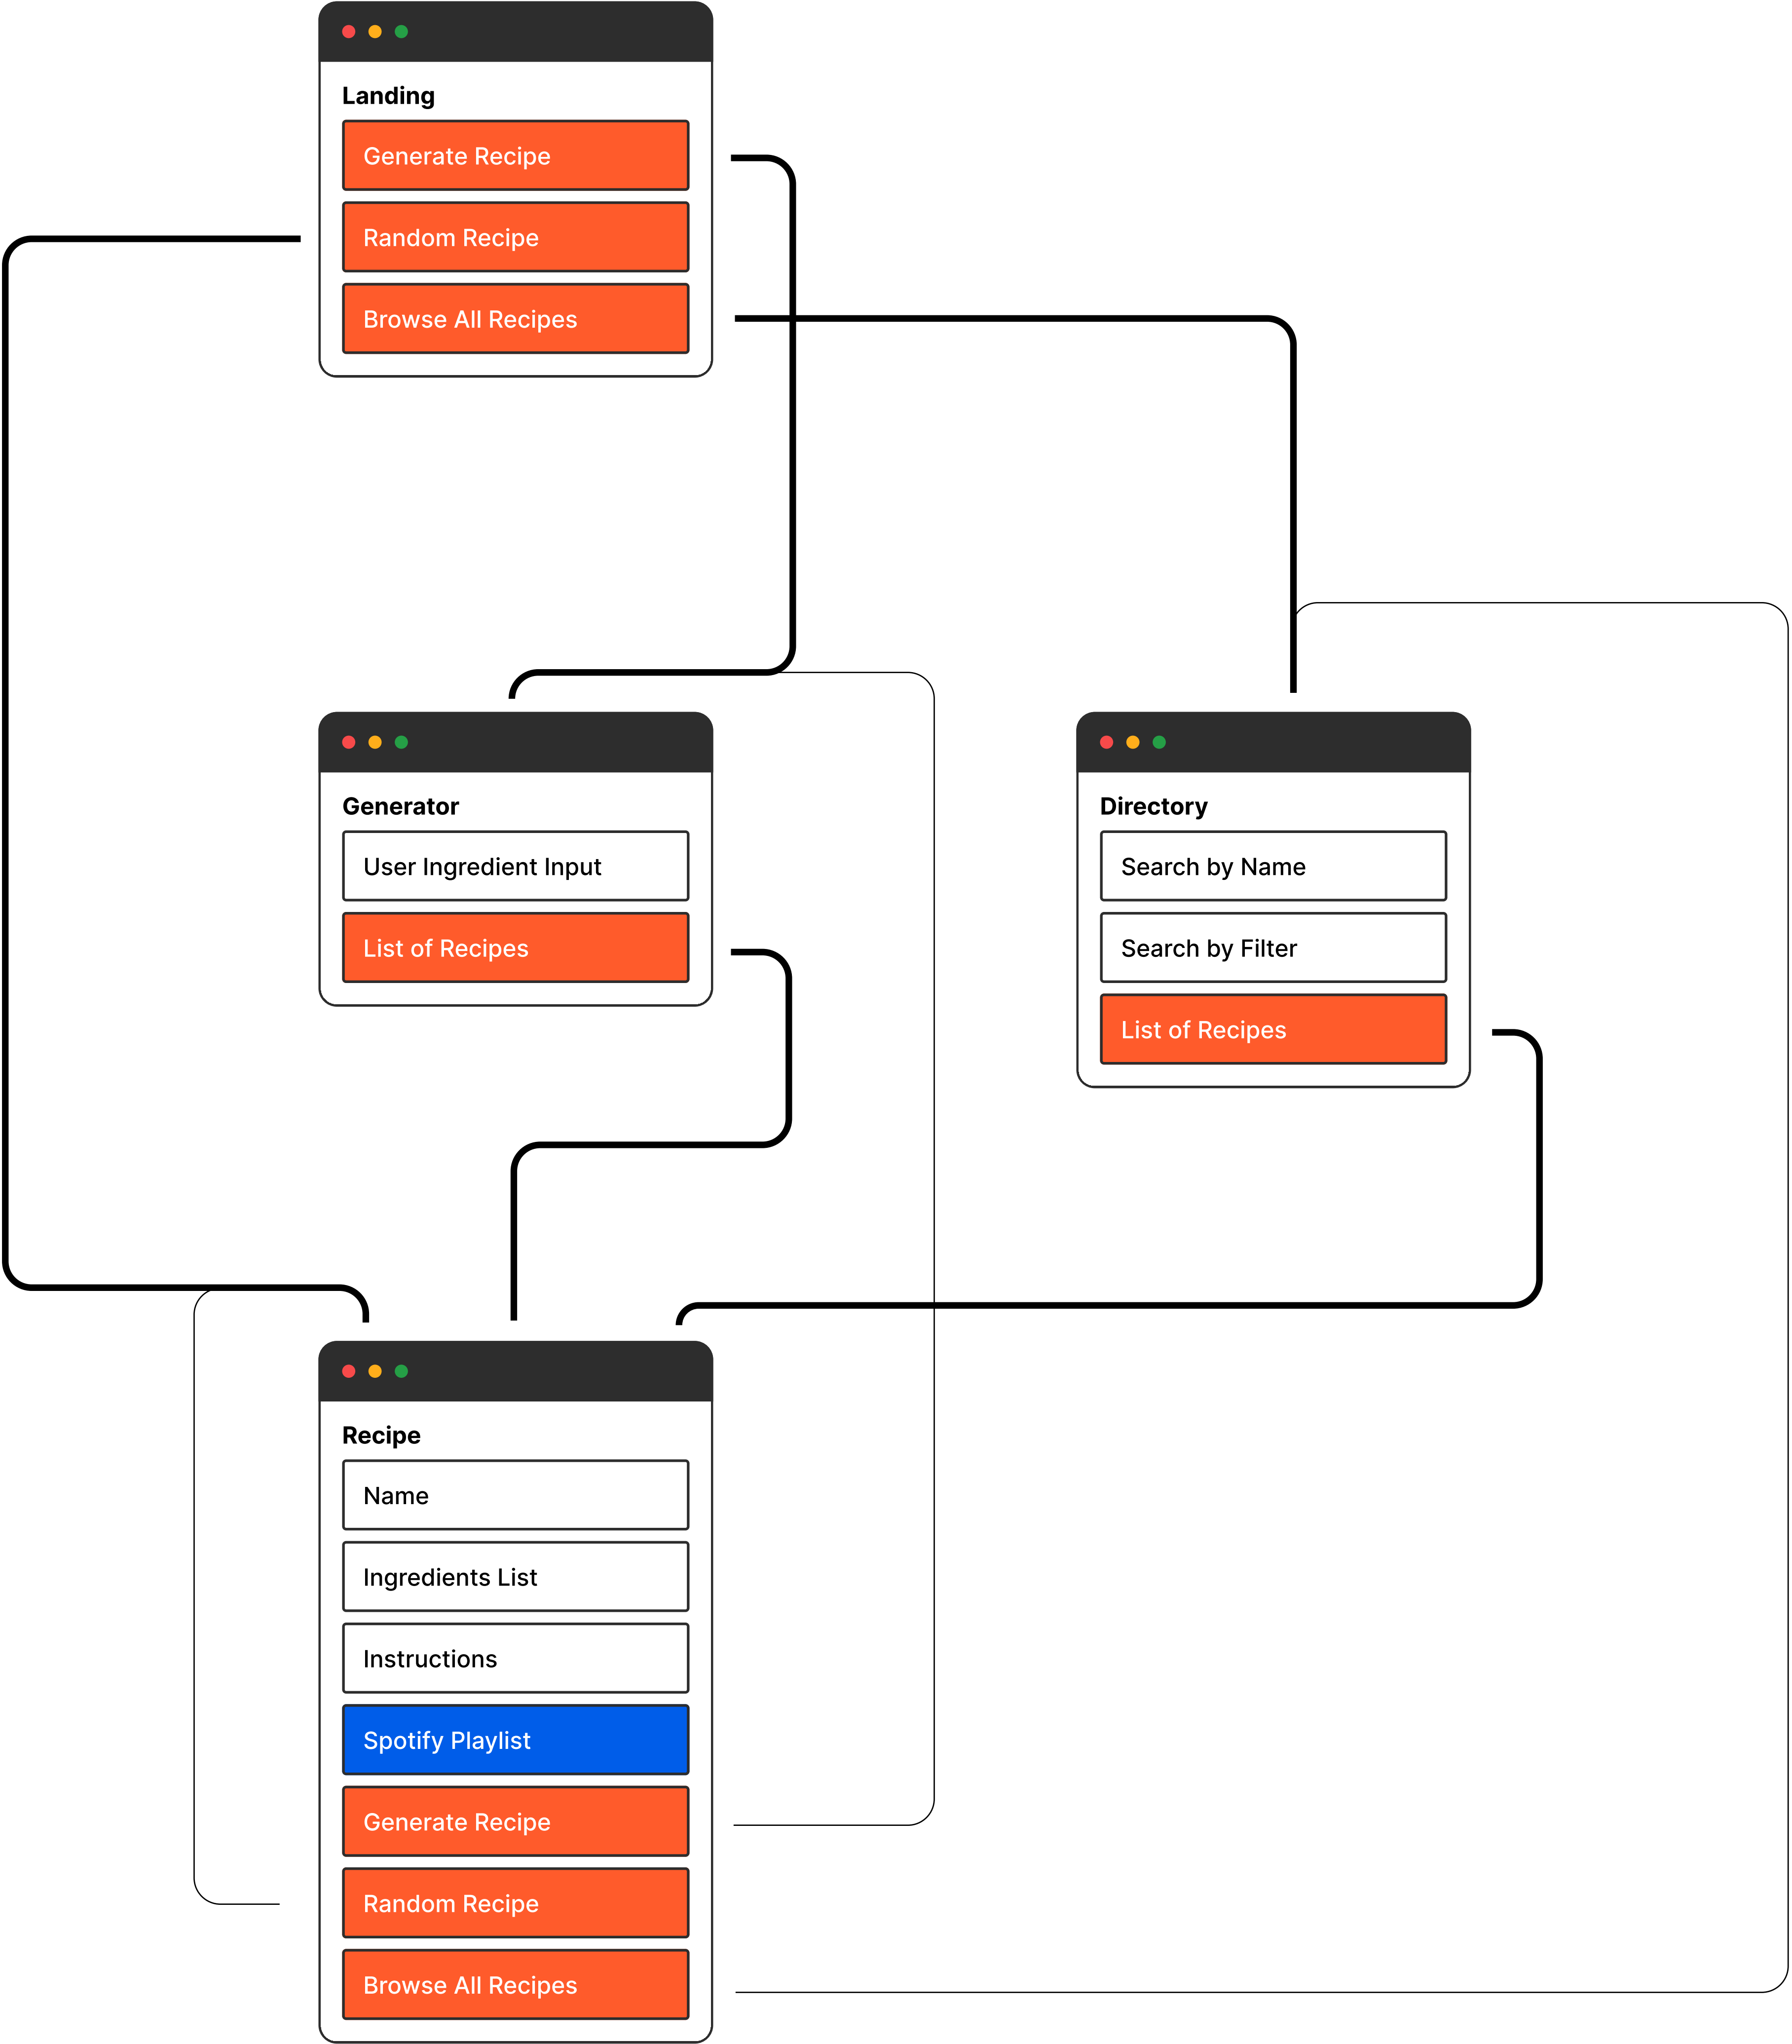 Landing
Generate Recipe
Random Recipe
Browse All Recipes
Generator
User Ingredient Input
List of Recipes
Directory
Search by Name
Search by Filter
List of Recipes
Recipe
Name
Ingredients List
Instructions
Spotify Playlist
Generate Recipe
Random Recipe
Browse All Recipes